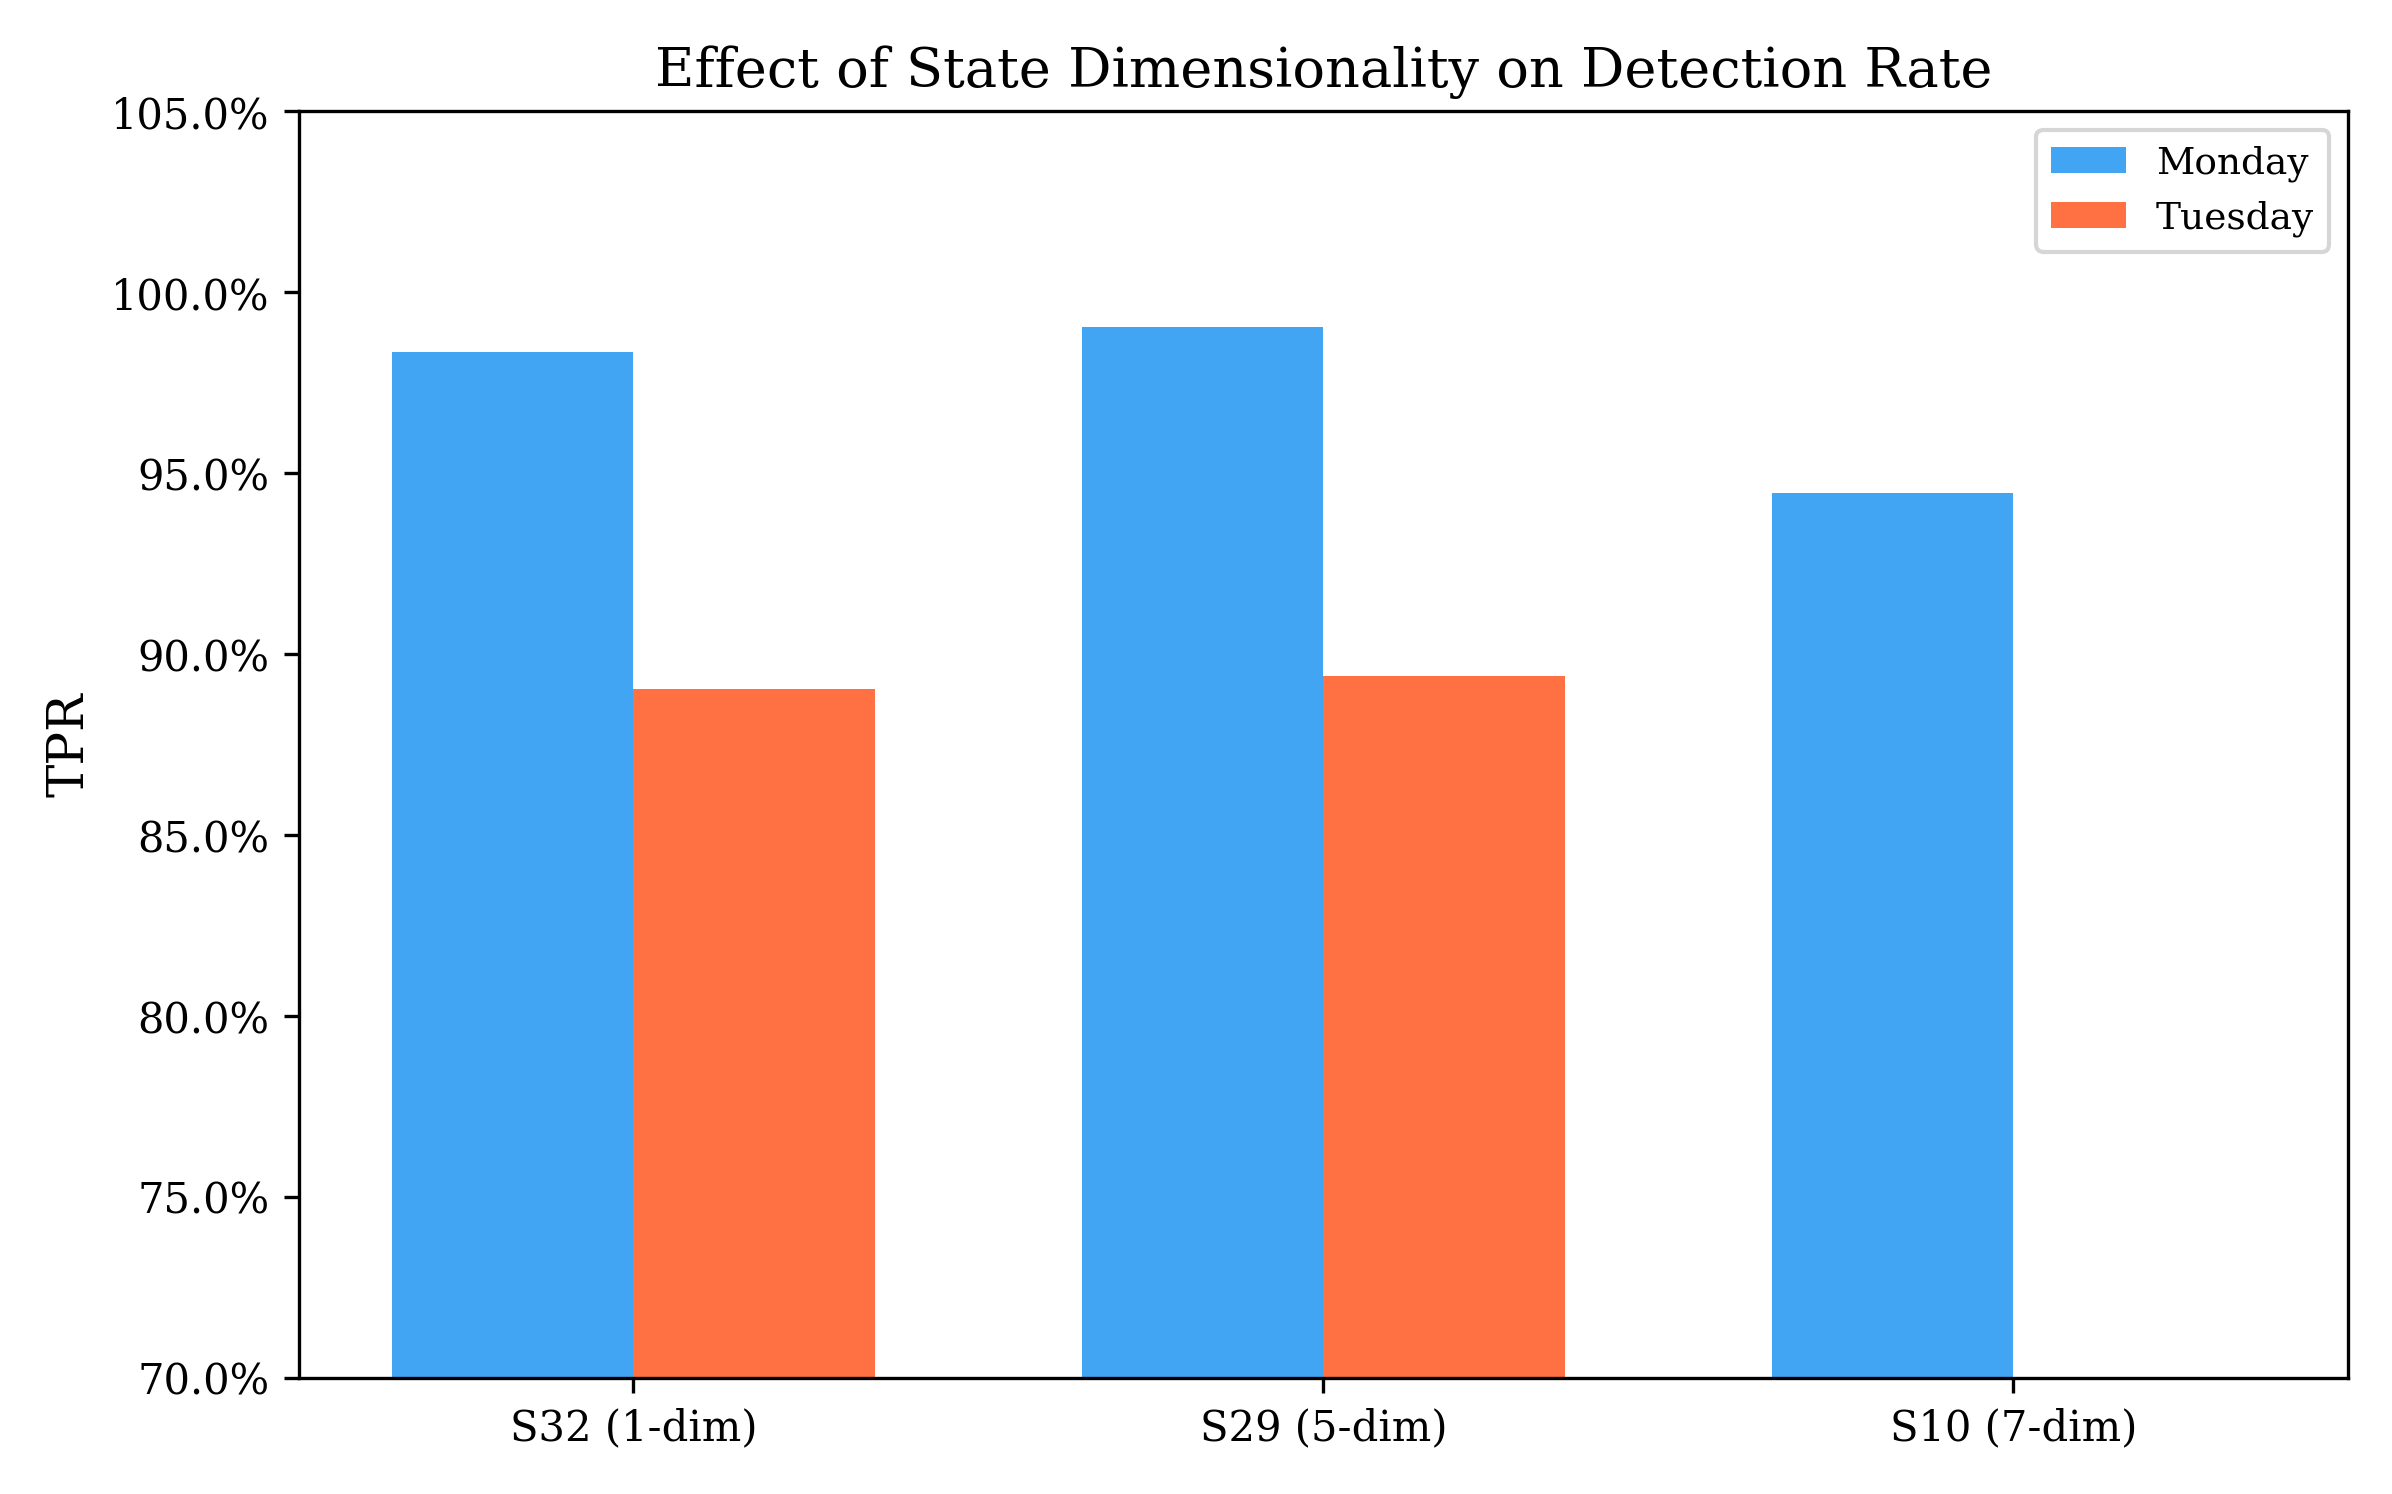 Effect of State Dimensionality on Detection Rate
105.0%
100.0%
95.0%
90.0%
85.0%
80.0%
75.0%
70.0%
TPR
Monday
Tuesday
S32 (1-dim)
S29 (5-dim)
S10 (7-dim)